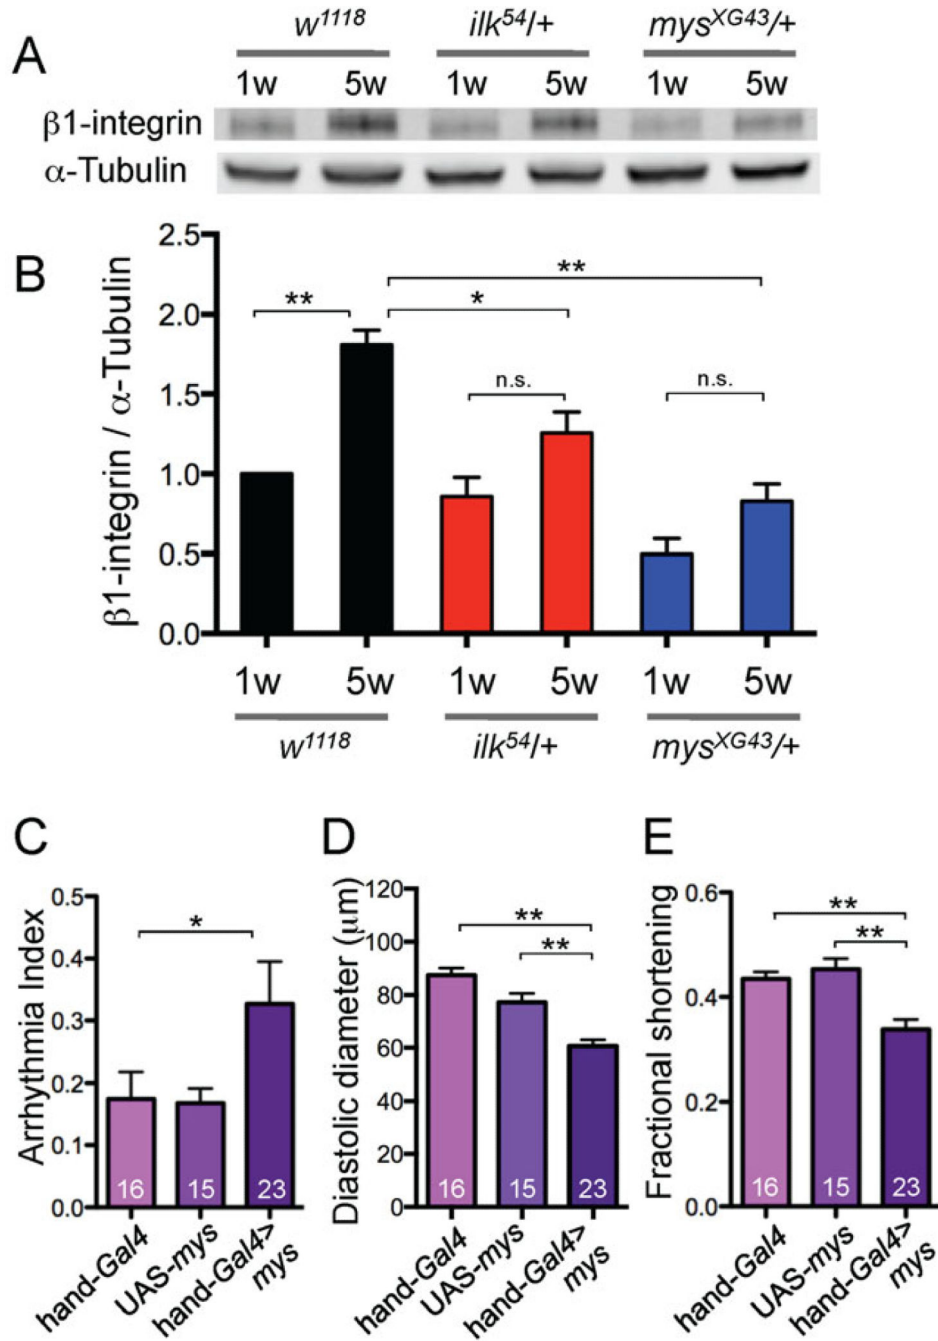 A
w1118 ilk54/+ mysXG43/+
1w 5w 1w 5w 1w 5w
β1-integrin
α-Tubulin
B
β1-integrin / α-Tubulin
2.5
2.0
1.5
1.0
0.5
0.0
**
**
*
n.s.
n.s.
1w 5w 1w 5w 1w 5w
w1118 ilk54/+ mysXG43/+
C
Arrhythmia Index
0.5
0.4
0.3
0.2
0.1
0.0
*
16 15 23
hand-Gal4
UAS-mys
hand-Gal4>
mys
D
Diastolic diameter (μm)
120
100
80
60
40
20
0
**
**
16 15 23
hand-Gal4
UAS-mys
hand-Gal4>
mys
E
Fractional shortening
0.6
0.4
0.2
0.0
**
**
16 15 23
hand-Gal4
UAS-mys
hand-Gal4>
mys